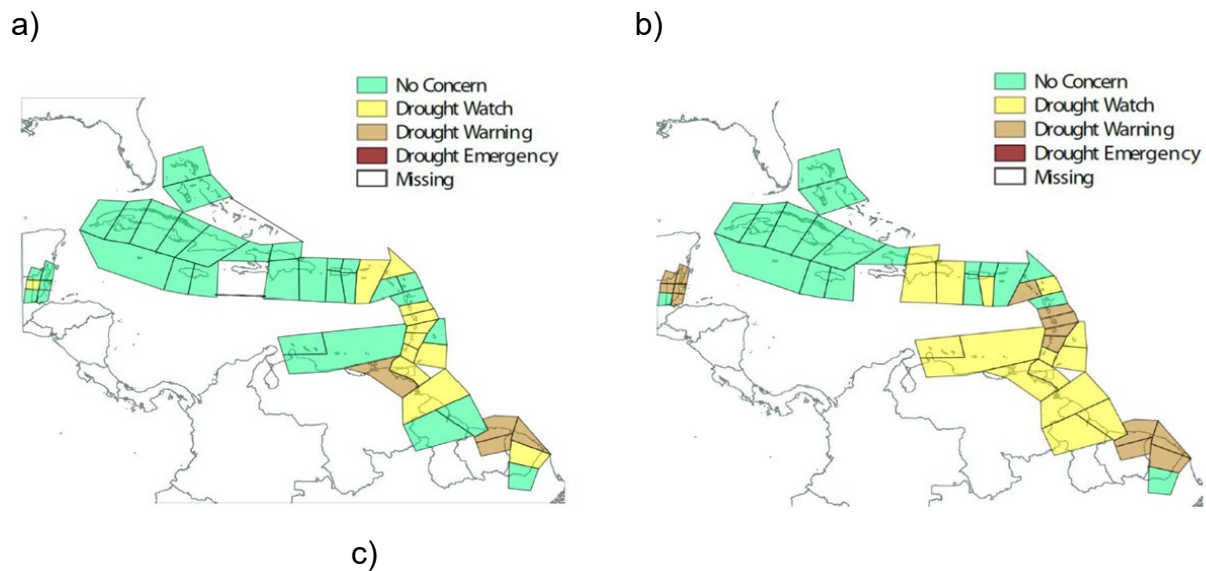 a)
b)
No Concern
Drought Watch
Drought Warning
Drought Emergency
Missing
No Concern
Drought Watch
Drought Warning
Drought Emergency
Missing
c)